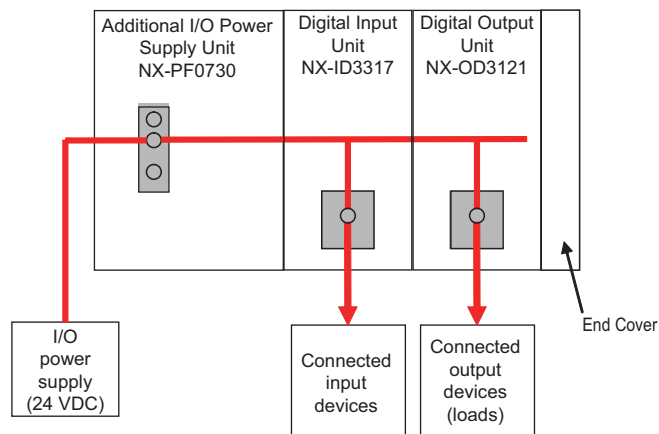 Additional I/O Power
Supply Unit
NX-PF0730
Digital Input
Unit
NX-ID3317
Digital Output
Unit
NX-OD3121
End Cover
I/O
power
supply
(24 VDC)
Connected
input
devices
Connected
output
devices
(loads)